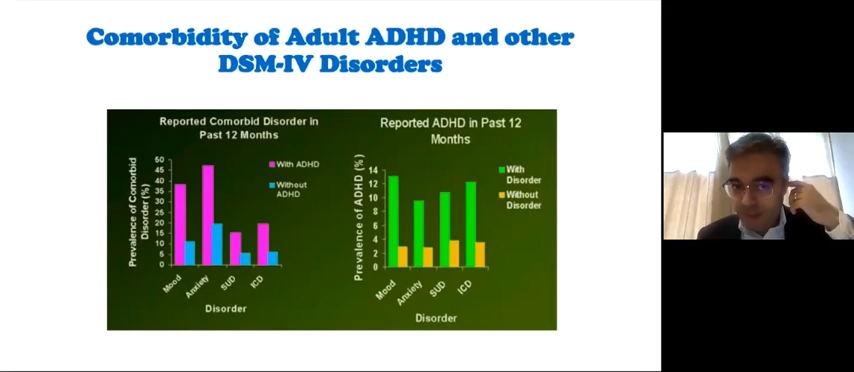 Comorbidity of Adult ADHD and other
DSM-IV Disorders
Reported Comorbid Disorder in
Past 12 Months
Prevalence of Comorbid
Disorder (%)
50
45
40
35
30
25
20
15
10
5
0
With ADHD
Without
ADHD
Mood
Anxiety
SUD
ICD
Disorder
Reported ADHD in Past 12
Months
Prevalence of ADHD (%)
14
12
10
8
6
4
2
0
With
Disorder
Without
Disorder
Mood
Anxiety
SUD
ICD
Disorder